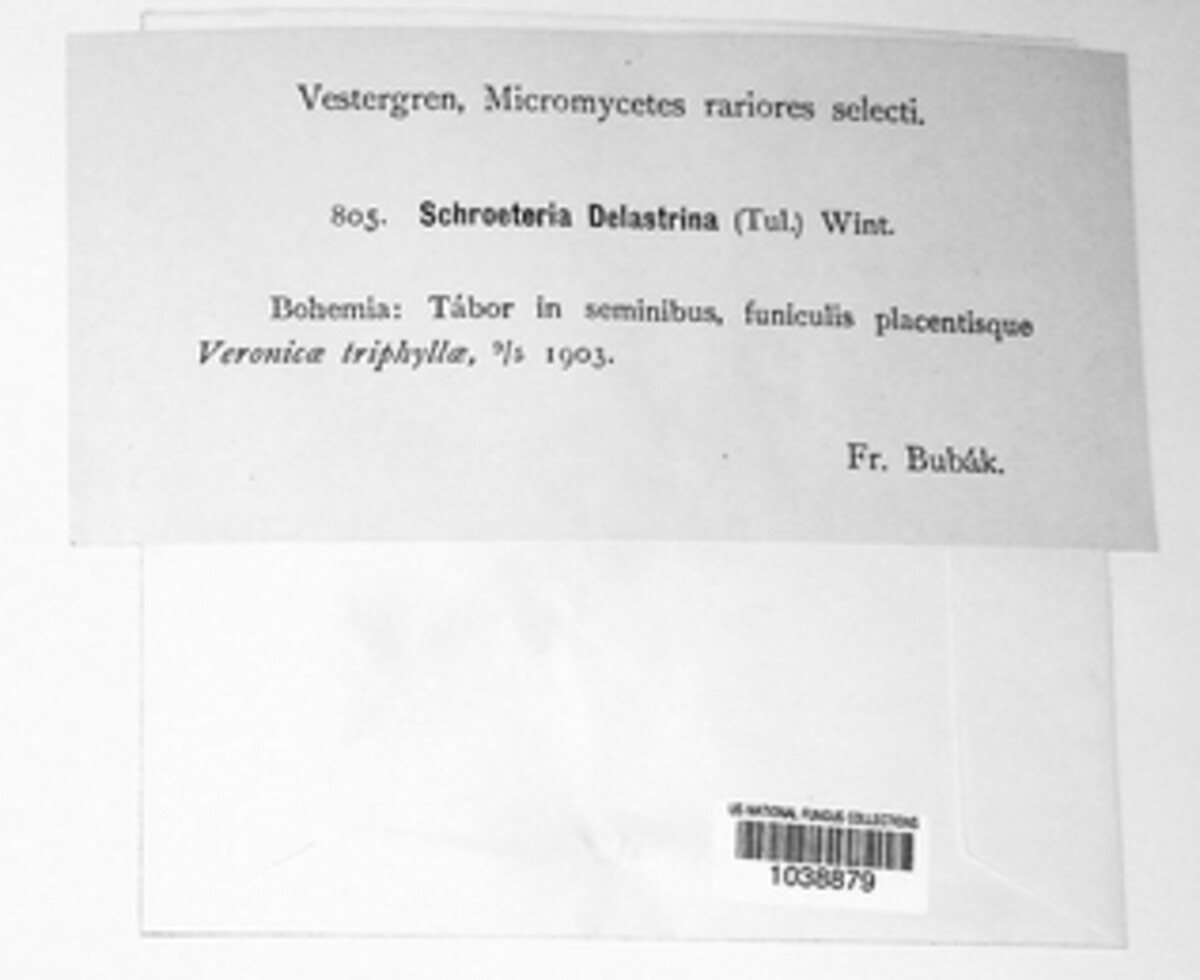 Vestergren, Micromycetes rariores selecti.
805. Schroeteria Delastrina (Tul.) Wint.
Bohemia: Tábor in seminibus, funiculis placentisque
Veronicæ triphyllæ, 9/5 1903.
Fr. Bubák.
US NATIONAL FUNGUS COLLECTIONS
1038879